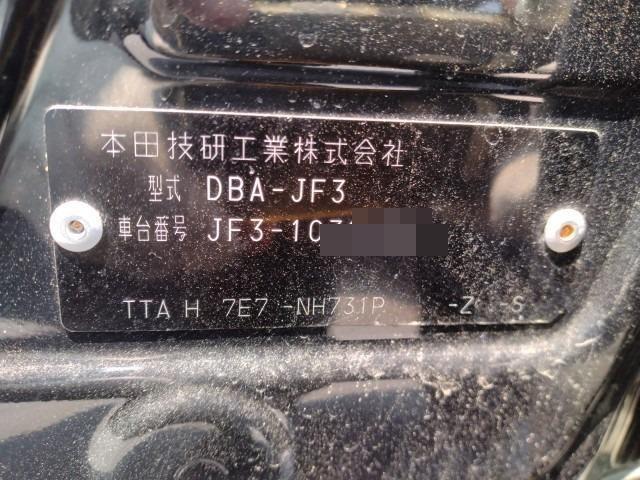 本田技研工業株式会社
型式 DBA-JF3
車台番号 JF3-10
TTA H 7E7 -NH731P -Z -S